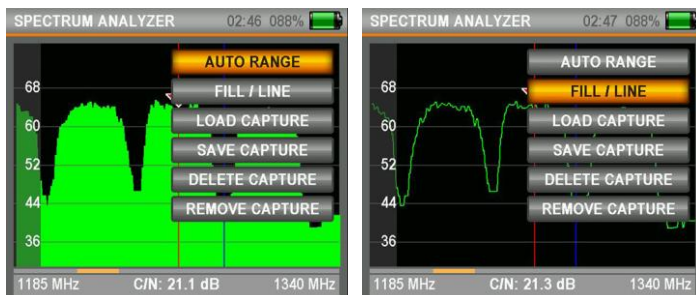 SPECTRUM ANALYZER 02:46 088%
AUTO RANGE
68
FILL / LINE
LOAD CAPTURE
60
SAVE CAPTURE
52
DELETE CAPTURE
44
REMOVE CAPTURE
36
1185 MHz C/N: 21.1 dB 1340 MHz
SPECTRUM ANALYZER 02:47 088%
AUTO RANGE
68
FILL / LINE
LOAD CAPTURE
60
SAVE CAPTURE
52
DELETE CAPTURE
44
REMOVE CAPTURE
36
1185 MHz C/N: 21.3 dB 1340 MHz